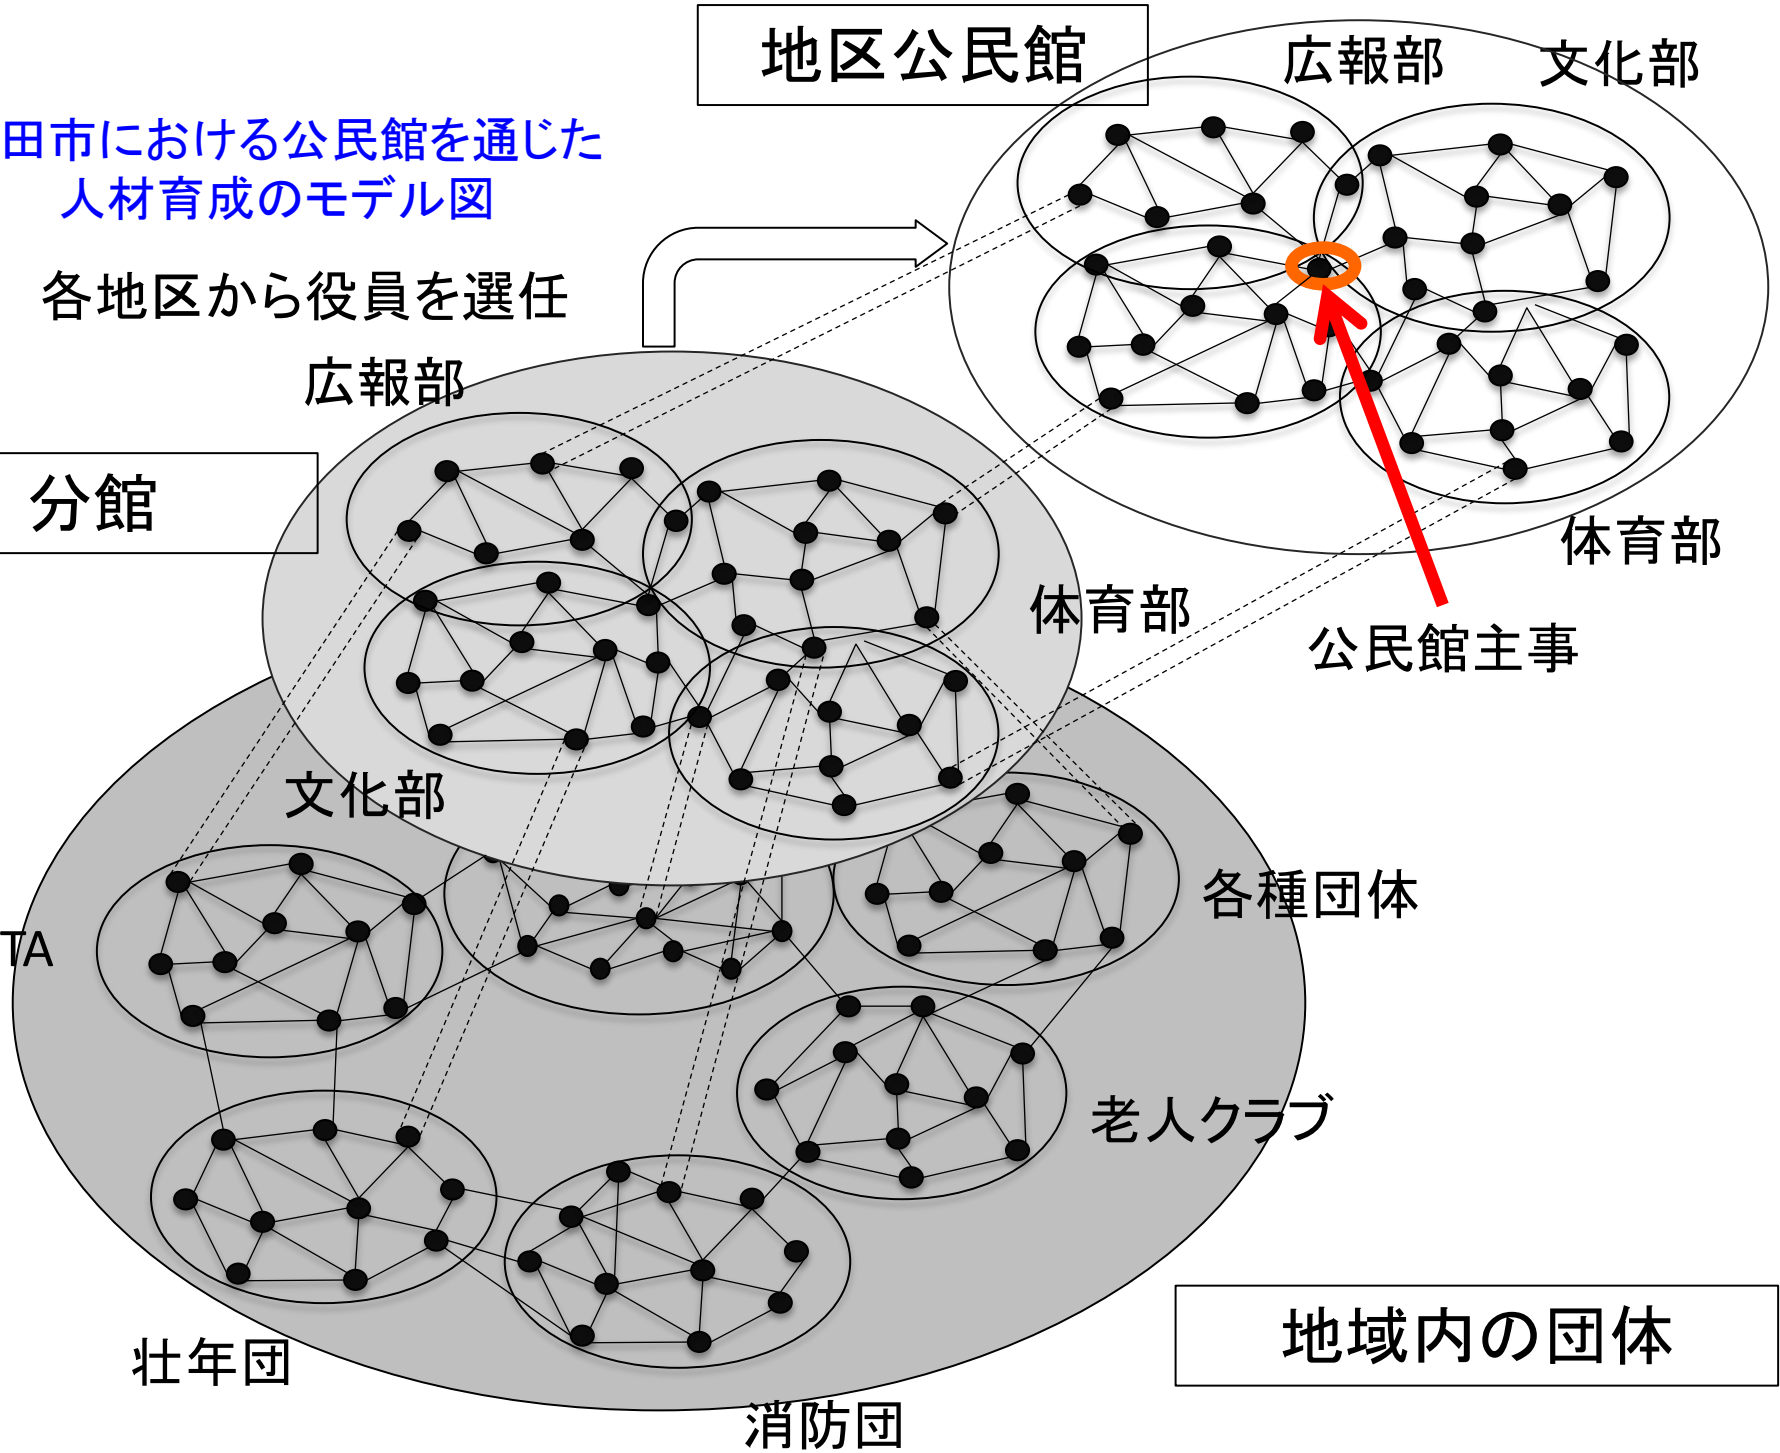 地区公民館
広報部
文化部
田市における公民館を通じた
人材育成のモデル図
各地区から役員を選任
広報部
分館
体育部
体育部
公民館主事
文化部
各種団体
TA
老人クラブ
地域内の団体
壮年団
消防団